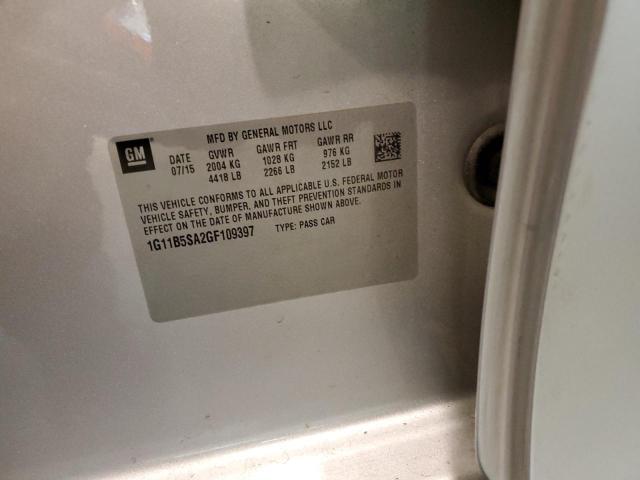 GM
MFD BY GENERAL MOTORS LLC
DATE GVWR GAWR FRT GAWR RR
07/15 2004 KG 1028 KG 976 KG
4418 LB 2266 LB 2152 LB
THIS VEHICLE CONFORMS TO ALL APPLICABLE U.S. FEDERAL MOTOR
VEHICLE SAFETY, BUMPER, AND THEFT PREVENTION STANDARDS IN
EFFECT ON THE DATE OF MANUFACTURE SHOWN ABOVE.
1G11B5SA2GF109397 TYPE: PASS CAR